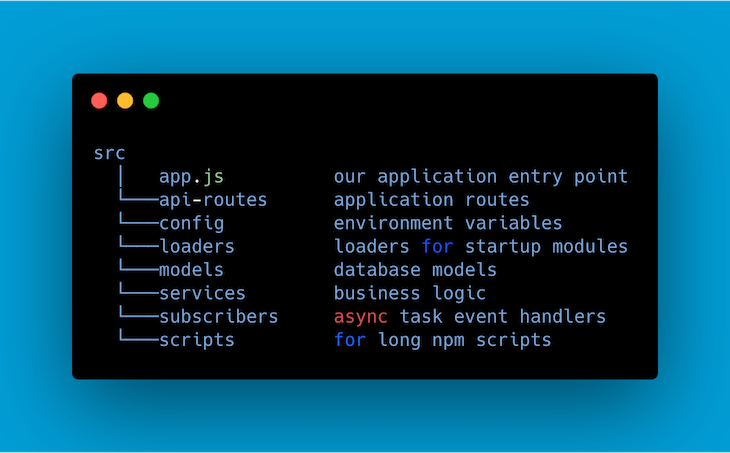 src
  │   app.js          our application entry point
  └───api-routes      application routes
  └───config          environment variables
  └───loaders         loaders for startup modules
  └───models          database models
  └───services        business logic
  └───subscribers     async task event handlers
  └───scripts         for long npm scripts